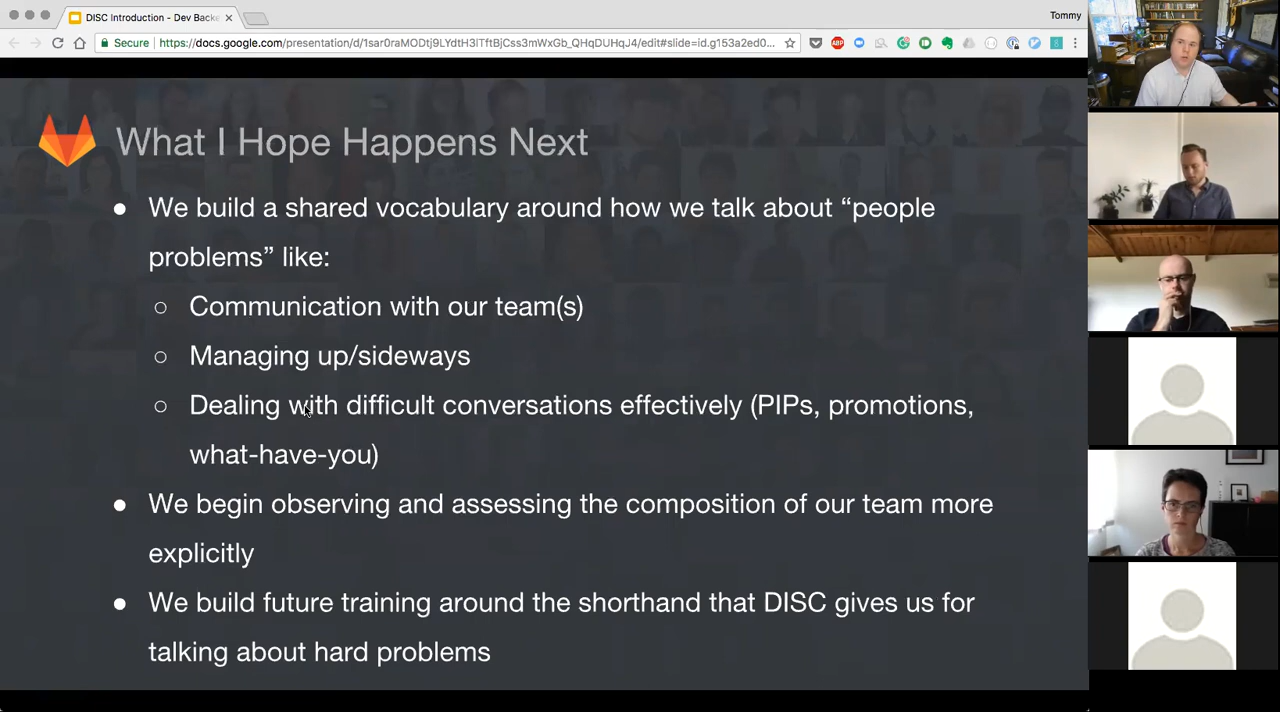 DISC Introduction - Dev Backe
Tommy
Secure https://docs.google.com/presentation/d/1sar0raMODtj9LYdtH3iTItBjCss3mWxGb_QHqDUHqJ4/edit#slide=id.g153a2ed0...
ABP
What I Hope Happens Next
● We build a shared vocabulary around how we talk about “people
problems” like:
○ Communication with our team(s)
○ Managing up/sideways
○ Dealing with difficult conversations effectively (PIPs, promotions,
what-have-you)
● We begin observing and assessing the composition of our team more
explicitly
● We build future training around the shorthand that DISC gives us for
talking about hard problems